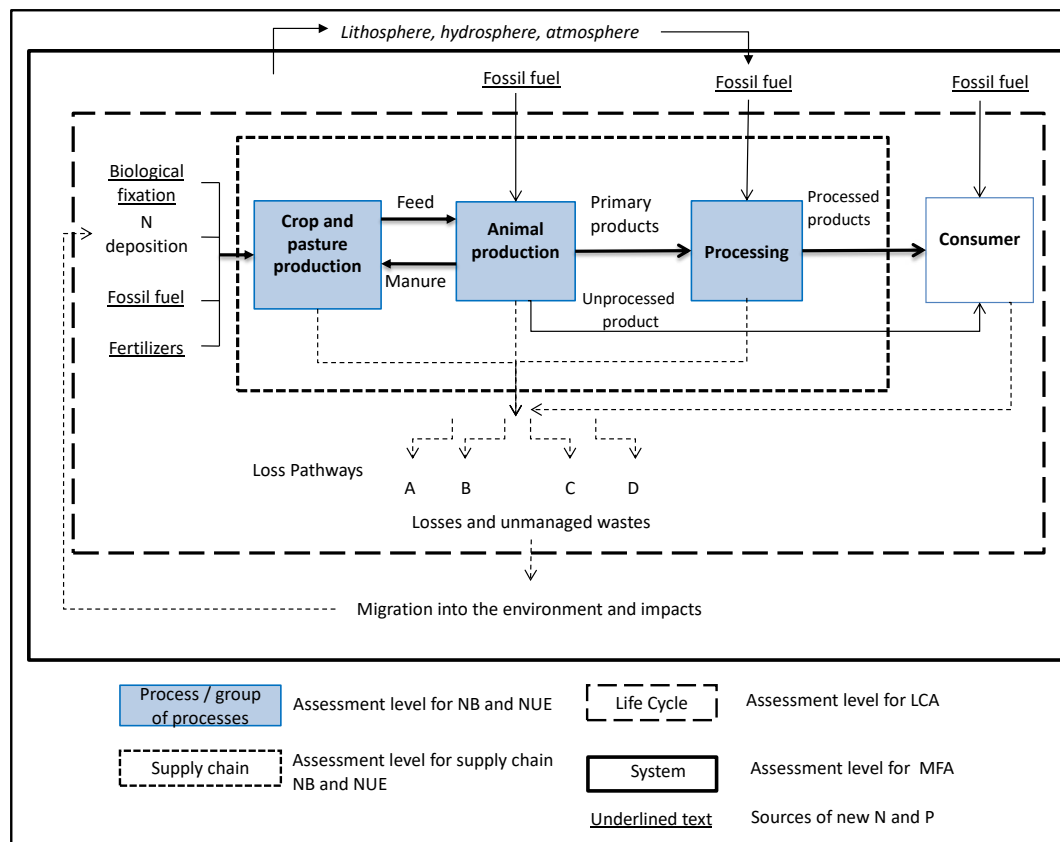 Lithosphere, hydrosphere, atmosphere
Fossil fuel
Fossil fuel
Fossil fuel
Biological
fixation
N
deposition
Fossil fuel
Fertilizers
Crop and
pasture
production
Feed
Manure
Animal
production
Primary
products
Unprocessed
product
Processing
Processed
products
Consumer
Loss Pathways
A
B
C
D
Losses and unmanaged wastes
Migration into the environment and impacts
Process / group
of processes
Assessment level for NB and NUE
Supply chain
Assessment level for supply chain
NB and NUE
Life Cycle
Assessment level for LCA
System
Assessment level for MFA
Underlined text
Sources of new N and P